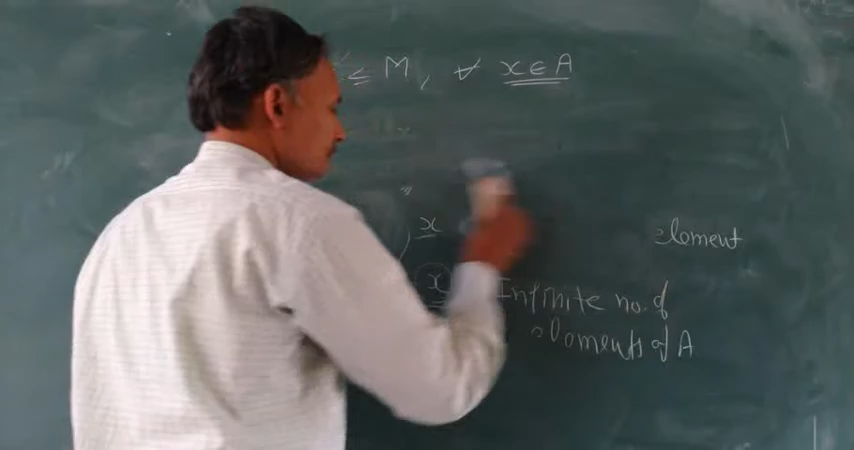 ≤ M, ∀ x ∈ A
x
element
x Infinite no. of
elements of A